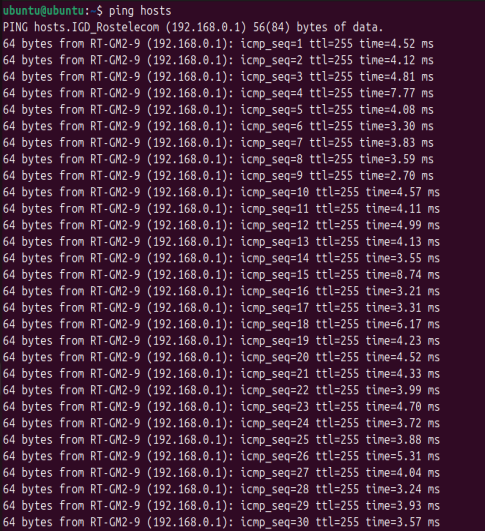 ubuntu@ubuntu:~$ ping hosts
PING hosts.IGD_Rostelecom (192.168.0.1) 56(84) bytes of data.
64 bytes from RT-GM2-9 (192.168.0.1): icmp_seq=1 ttl=255 time=4.52 ms
64 bytes from RT-GM2-9 (192.168.0.1): icmp_seq=2 ttl=255 time=4.12 ms
64 bytes from RT-GM2-9 (192.168.0.1): icmp_seq=3 ttl=255 time=4.81 ms
64 bytes from RT-GM2-9 (192.168.0.1): icmp_seq=4 ttl=255 time=7.77 ms
64 bytes from RT-GM2-9 (192.168.0.1): icmp_seq=5 ttl=255 time=4.08 ms
64 bytes from RT-GM2-9 (192.168.0.1): icmp_seq=6 ttl=255 time=3.30 ms
64 bytes from RT-GM2-9 (192.168.0.1): icmp_seq=7 ttl=255 time=3.83 ms
64 bytes from RT-GM2-9 (192.168.0.1): icmp_seq=8 ttl=255 time=3.59 ms
64 bytes from RT-GM2-9 (192.168.0.1): icmp_seq=9 ttl=255 time=2.70 ms
64 bytes from RT-GM2-9 (192.168.0.1): icmp_seq=10 ttl=255 time=4.57 ms
64 bytes from RT-GM2-9 (192.168.0.1): icmp_seq=11 ttl=255 time=4.11 ms
64 bytes from RT-GM2-9 (192.168.0.1): icmp_seq=12 ttl=255 time=4.99 ms
64 bytes from RT-GM2-9 (192.168.0.1): icmp_seq=13 ttl=255 time=4.13 ms
64 bytes from RT-GM2-9 (192.168.0.1): icmp_seq=14 ttl=255 time=3.55 ms
64 bytes from RT-GM2-9 (192.168.0.1): icmp_seq=15 ttl=255 time=8.74 ms
64 bytes from RT-GM2-9 (192.168.0.1): icmp_seq=16 ttl=255 time=3.21 ms
64 bytes from RT-GM2-9 (192.168.0.1): icmp_seq=17 ttl=255 time=3.31 ms
64 bytes from RT-GM2-9 (192.168.0.1): icmp_seq=18 ttl=255 time=6.17 ms
64 bytes from RT-GM2-9 (192.168.0.1): icmp_seq=19 ttl=255 time=4.23 ms
64 bytes from RT-GM2-9 (192.168.0.1): icmp_seq=20 ttl=255 time=4.52 ms
64 bytes from RT-GM2-9 (192.168.0.1): icmp_seq=21 ttl=255 time=4.33 ms
64 bytes from RT-GM2-9 (192.168.0.1): icmp_seq=22 ttl=255 time=3.99 ms
64 bytes from RT-GM2-9 (192.168.0.1): icmp_seq=23 ttl=255 time=4.70 ms
64 bytes from RT-GM2-9 (192.168.0.1): icmp_seq=24 ttl=255 time=3.72 ms
64 bytes from RT-GM2-9 (192.168.0.1): icmp_seq=25 ttl=255 time=3.88 ms
64 bytes from RT-GM2-9 (192.168.0.1): icmp_seq=26 ttl=255 time=5.31 ms
64 bytes from RT-GM2-9 (192.168.0.1): icmp_seq=27 ttl=255 time=4.04 ms
64 bytes from RT-GM2-9 (192.168.0.1): icmp_seq=28 ttl=255 time=3.24 ms
64 bytes from RT-GM2-9 (192.168.0.1): icmp_seq=29 ttl=255 time=3.93 ms
64 bytes from RT-GM2-9 (192.168.0.1): icmp_seq=30 ttl=255 time=3.57 ms